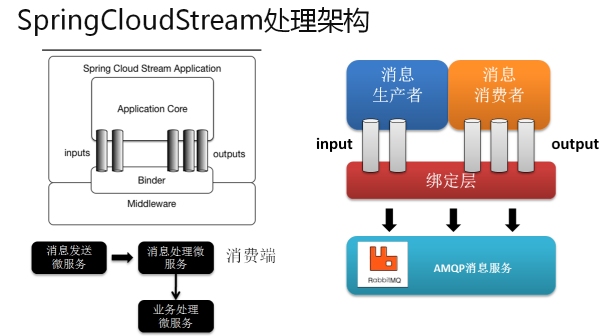 SpringCloudStream处理架构
Spring Cloud Stream Application
Application Core
inputs
outputs
Binder
Middleware
消息发送
微服务
消息处理微
服务
消费端
业务处理
微服务
消息
生产者
消息
消费者
input
output
绑定层
RabbitMQ
AMQP消息服务